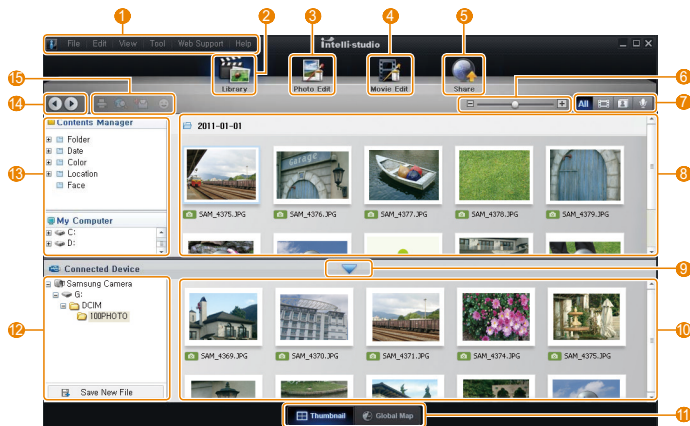 1 2 3 4 5
File Edit View Tool Web Support Help
intelli-studio
Library Photo Edit Movie Edit Share
15 6
14 All 7
Contents Manager
2011-01-01
Folder
Date
Color
Location
Face
13 8
Garage
SAM_4375.JPG SAM_4376.JPG SAM_4377.JPG SAM_4378.JPG SAM_4379.JPG
My Computer
C:
D:
Connected Device 9
Samsung Camera
G:
DCIM
100PHOTO
12 10
SAM_4369.JPG SAM_4370.JPG SAM_4371.JPG SAM_4374.JPG SAM_4375.JPG
Save New File
Thumbnail Global Map 11